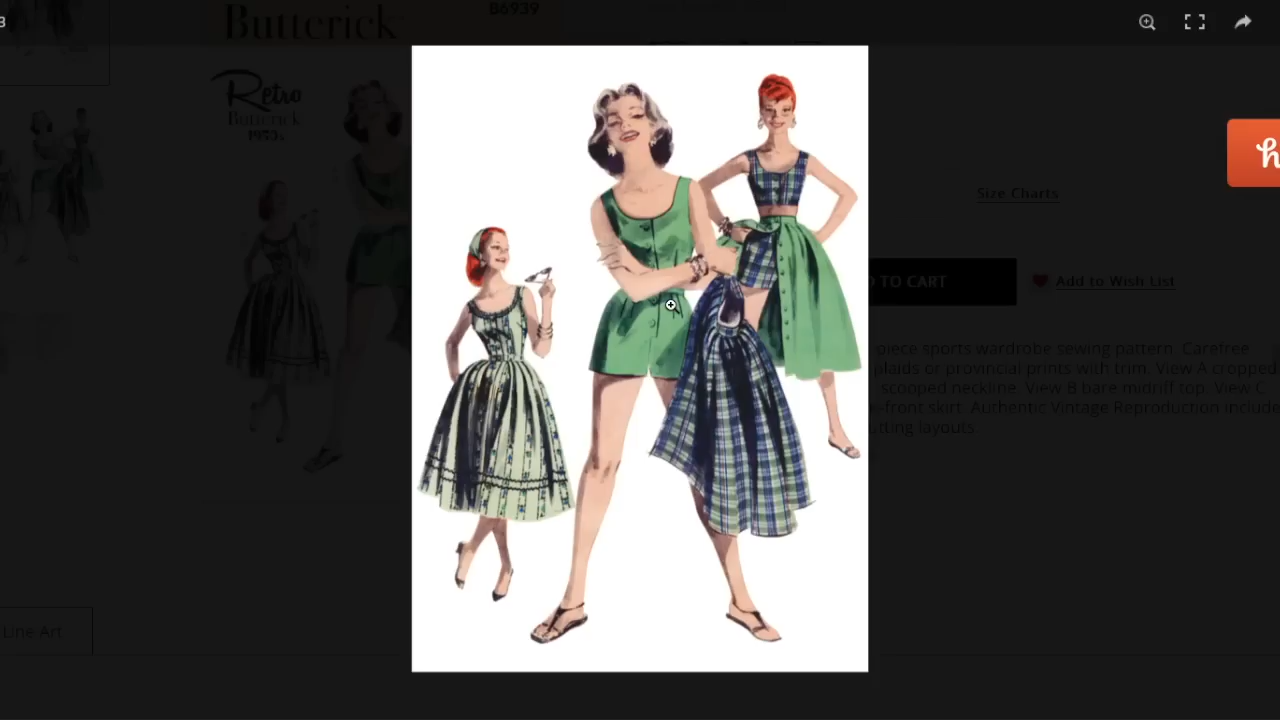 3
Butterick
B6939
Retro
Butterick
1950s
h
Size Charts
TO CART
Add to Wish List
piece sports wardrobe sewing pattern. Carefree
plaids or provincial prints with trim. View A cropped
scooped neckline. View B bare midriff top. View C
-front skirt. Authentic Vintage Reproduction include
utting layouts
Line Art